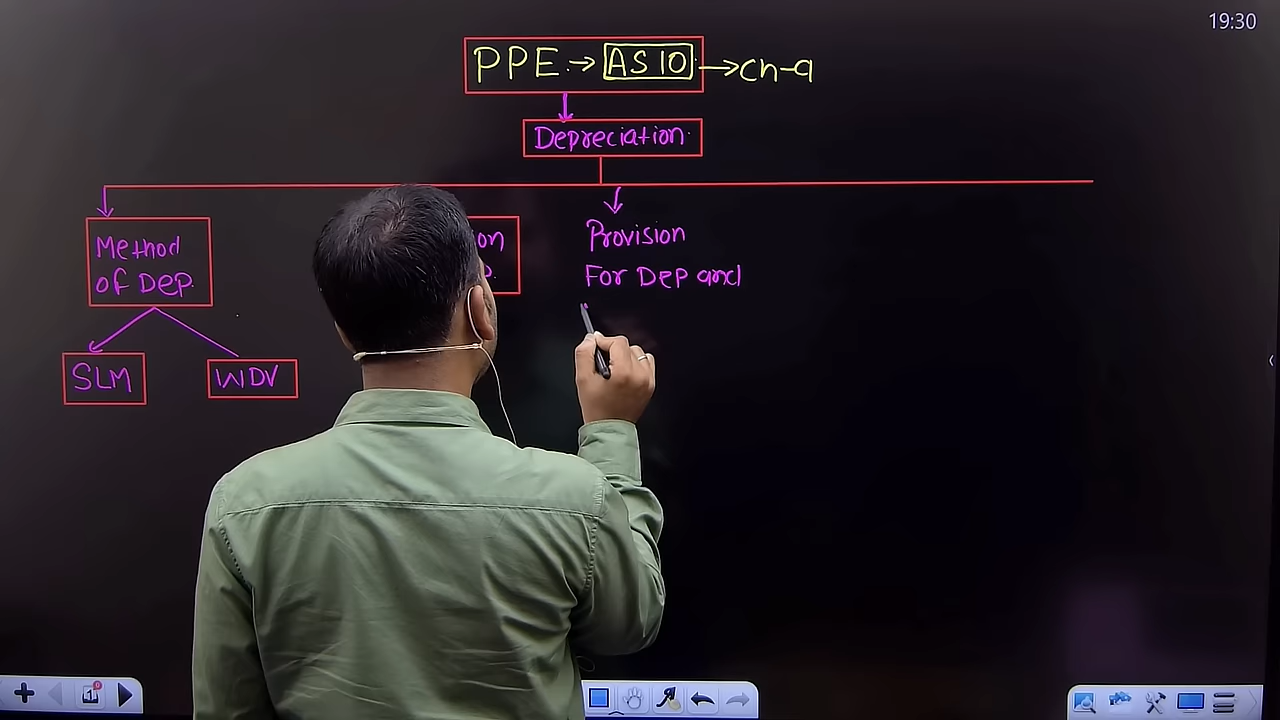 19:30
PPE → AS 10 → Ch-9
Depreciation
Method
of Dep.
SLM
WDV
Provision
For Dep and